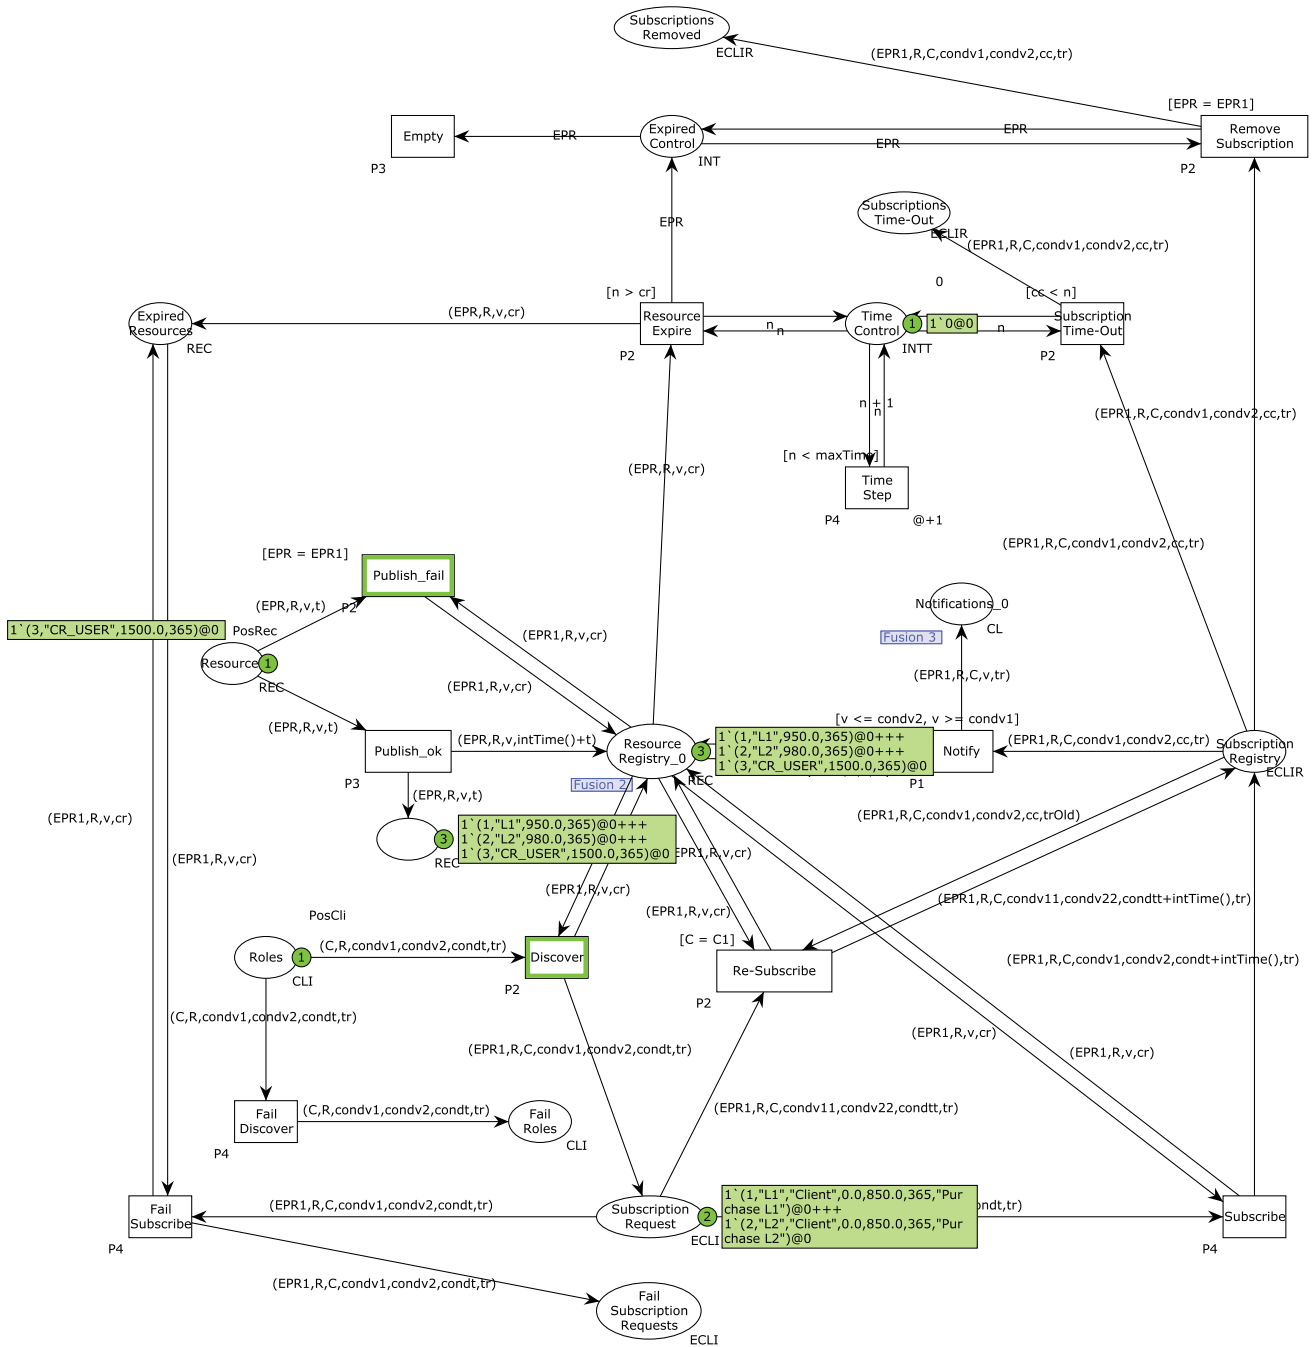 Subscriptions
Removed
ECLIR
(EPR1,R,C,condv1,condv2,cc,tr)
[EPR = EPR1]
Empty
P3
EPR
Expired
Control
INT
EPR
EPR
Remove
Subscription
P2
EPR
Subscriptions
Time-Out
ECLIR
(EPR1,R,C,condv1,condv2,cc,tr)
0
[n > cr]
[cc < n]
Expired
Resources
REC
(EPR,R,v,cr)
Resource
Expire
P2
n
n
Time
Control
1
1`0@0
INTT
n
Subscription
Time-Out
P2
n + 1
n
(EPR1,R,C,condv1,condv2,cc,tr)
[n < maxTime]
(EPR,R,v,cr)
Time
Step
P4
@+1
[EPR = EPR1]
(EPR1,R,C,condv1,condv2,cc,tr)
Publish_fail
P2
(EPR,R,v,t)
Notifications_0
CL
1`(3,"CR_USER",1500.0,365)@0
PosRec
(EPR1,R,v,cr)
Fusion 3
Resource
1
REC
(EPR1,R,C,v,tr)
(EPR1,R,v,cr)
(EPR,R,v,t)
[v <= condv2, v >= condv1]
Publish_ok
P3
(EPR,R,v,intTime()+t)
Resource
Registry_0
3
REC
Fusion 2
1`(1,"L1",950.0,365)@0+++
1`(2,"L2",980.0,365)@0+++
1`(3,"CR_USER",1500.0,365)@0
Notify
P1
(EPR1,R,C,condv1,condv2,cc,tr)
Subscription
Registry
ECLIR
(EPR,R,v,t)
3
REC
1`(1,"L1",950.0,365)@0+++
1`(2,"L2",980.0,365)@0+++
1`(3,"CR_USER",1500.0,365)@0
(EPR1,R,C,condv1,condv2,cc,trOld)
(EPR1,R,v,cr)
(EPR1,R,v,cr)
(EPR1,R,v,cr)
(EPR1,R,v,cr)
(EPR1,R,C,condv11,condv22,condtt+intTime(),tr)
PosCli
(EPR1,R,v,cr)
Roles
1
CLI
(C,R,condv1,condv2,condt,tr)
Discover
P2
[C = C1]
Re-Subscribe
P2
(EPR1,R,C,condv1,condv2,condt+intTime(),tr)
(C,R,condv1,condv2,condt,tr)
(EPR1,R,v,cr)
(EPR1,R,C,condv1,condv2,condt,tr)
(EPR1,R,v,cr)
Fail
Discover
P4
(C,R,condv1,condv2,condt,tr)
Fail
Roles
CLI
(EPR1,R,C,condv11,condv22,condtt,tr)
Fail
Subscribe
P4
(EPR1,R,C,condv1,condv2,condt,tr)
Subscription
Request
2
ECLI
1`(1,"L1","Client",0.0,850.0,365,"Pur
chase L1")@0+++
1`(2,"L2","Client",0.0,850.0,365,"Pur
chase L2")@0
ondt,tr)
Subscribe
P4
(EPR1,R,C,condv1,condv2,condt,tr)
Fail
Subscription
Requests
ECLI